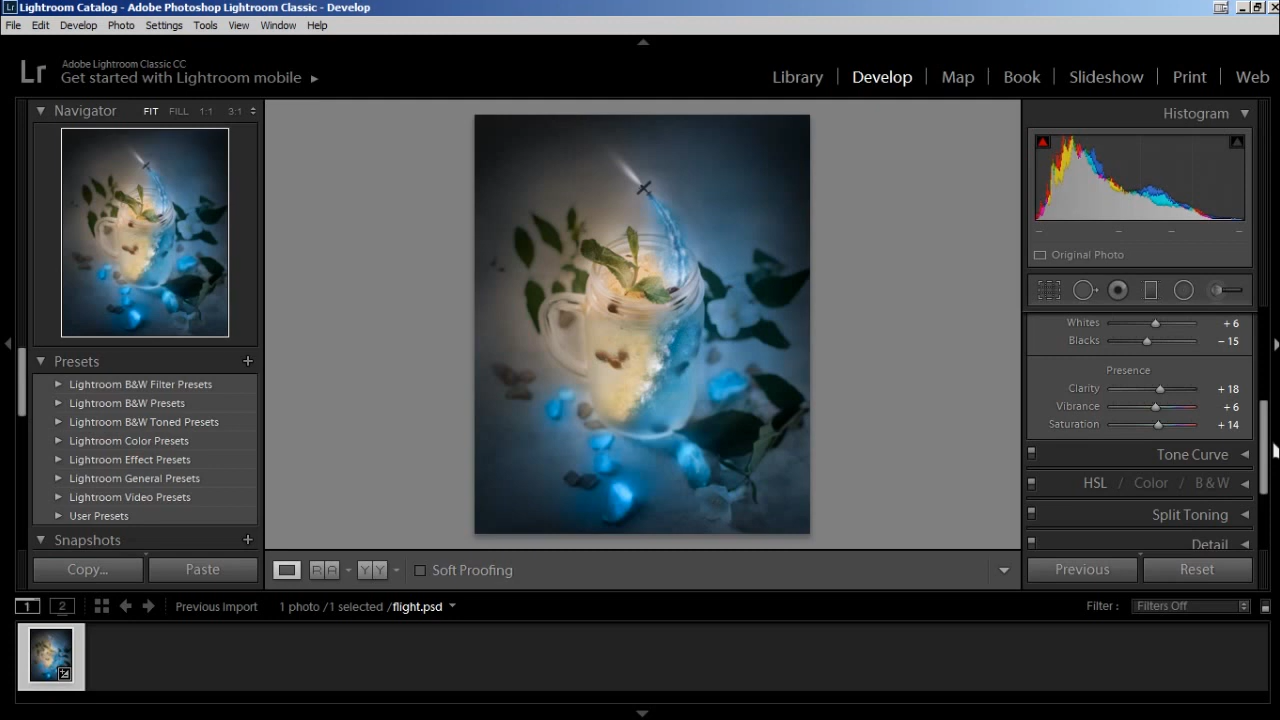 Lightroom Catalog - Adobe Photoshop Lightroom Classic - Develop
File Edit Develop Photo Settings Tools View Window Help
Lr Adobe Lightroom Classic CC
Get started with Lightroom mobile
Library Develop Map Book Slideshow Print Web
Navigator FIT FILL 1:1 3:1
Histogram
Original Photo
Whites + 6
Blacks − 15
Presence
Clarity + 18
Vibrance + 6
Saturation + 14
Tone Curve
HSL / Color / B & W
Split Toning
Detail
Presets
Lightroom B&W Filter Presets
Lightroom B&W Presets
Lightroom B&W Toned Presets
Lightroom Color Presets
Lightroom Effect Presets
Lightroom General Presets
Lightroom Video Presets
User Presets
Snapshots
Copy... Paste
R A Y Y Soft Proofing
Previous Reset
1 2 Previous Import 1 photo /1 selected /flight.psd
Filter : Filters Off